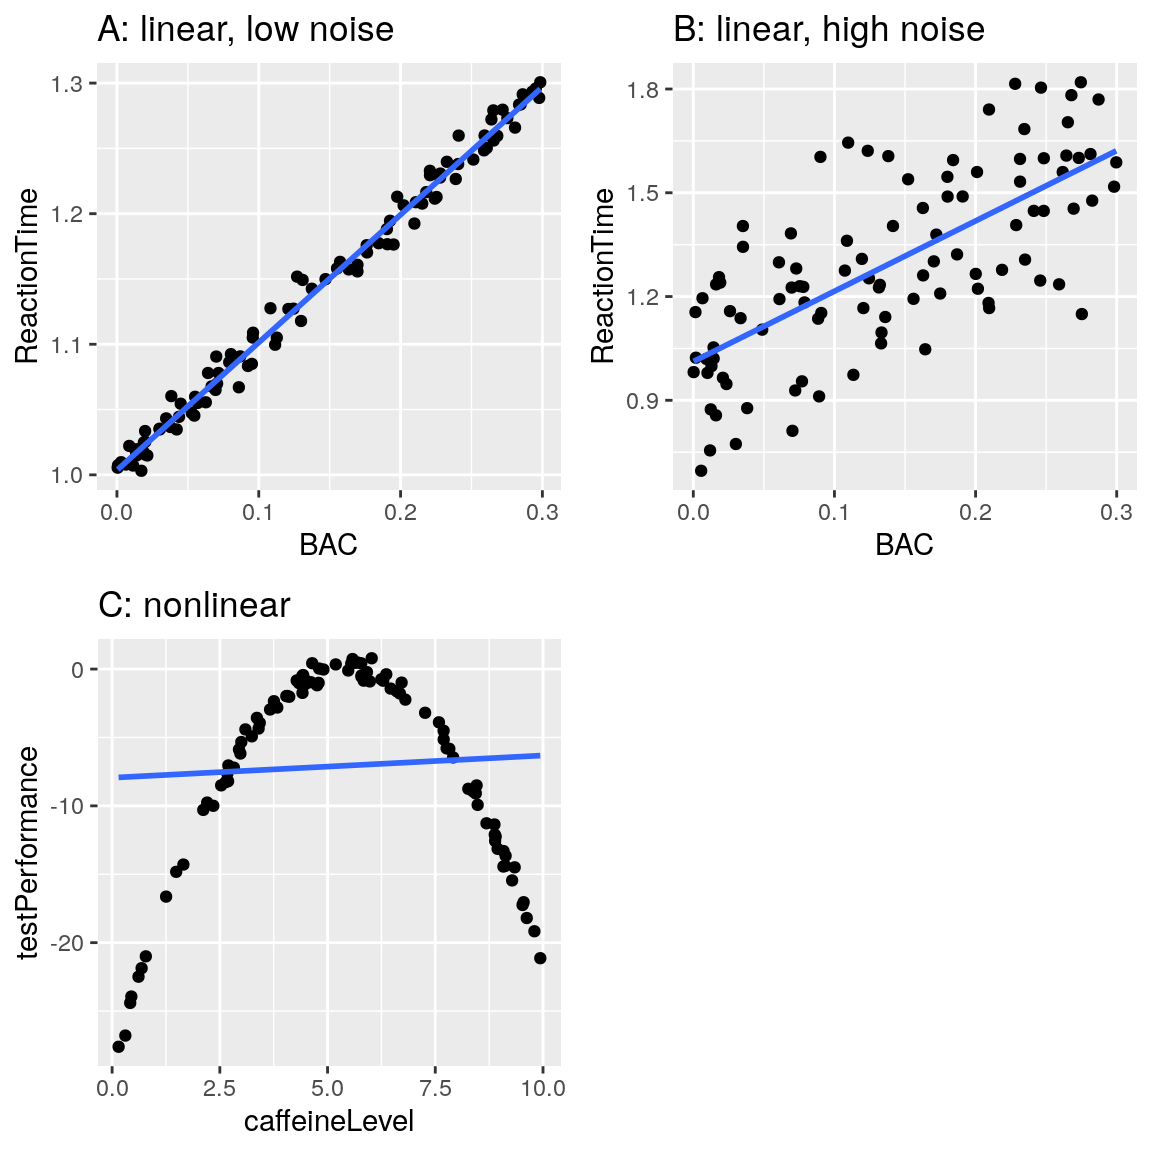 A: linear, low noise
1.3
1.2
1.1
1.0
ReactionTime
0.0 0.1 0.2 0.3
BAC
B: linear, high noise
1.8
1.5
1.2
0.9
ReactionTime
0.0 0.1 0.2 0.3
BAC
C: nonlinear
0
-10
-20
testPerformance
0.0 2.5 5.0 7.5 10.0
caffeineLevel